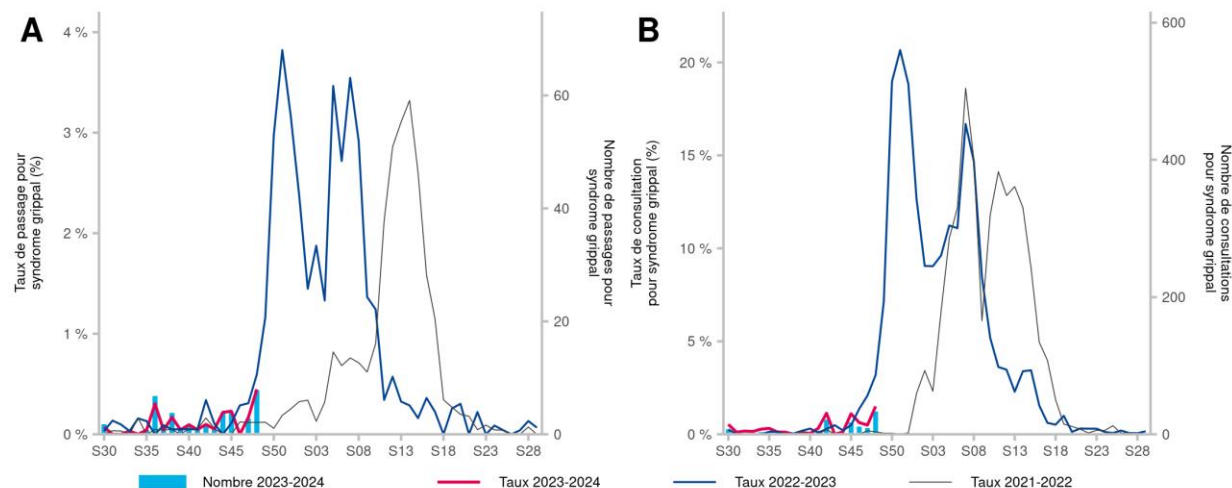 A
4 %
3 %
2 %
1 %
0 %
Taux de passage pour
syndrome grippal (%)
60
40
20
0
Nombre de passages pour
syndrome grippal
S30
S35
S40
S45
S50
S03
S08
S13
S18
S23
S28
B
20 %
15 %
10 %
5 %
0 %
Taux de consultation
pour syndrome grippal (%)
600
400
200
0
Nombre de consultations
pour syndrome grippal
S30
S35
S40
S45
S50
S03
S08
S13
S18
S23
S28
Nombre 2023-2024
Taux 2023-2024
Taux 2022-2023
Taux 2021-2022